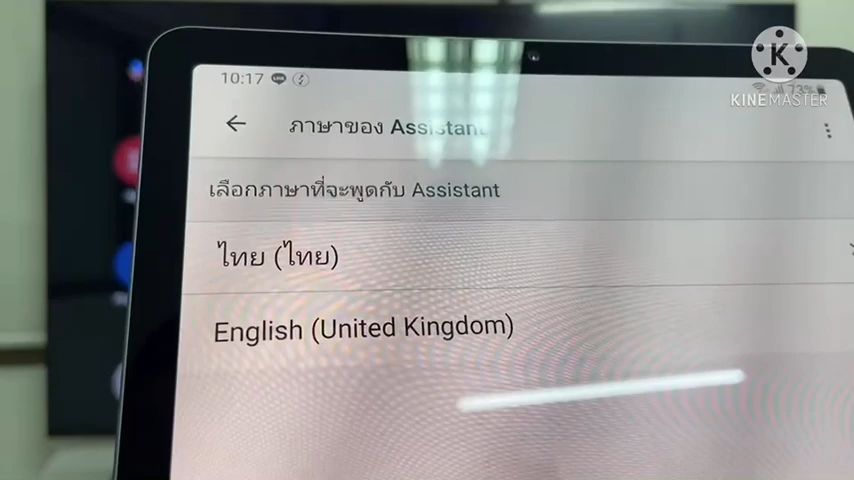 10:17
73%
K
KINEMASTER
ภาษาของ Assistant
เลือกภาษาที่จะพูดกับ Assistant
ไทย (ไทย)
English (United Kingdom)